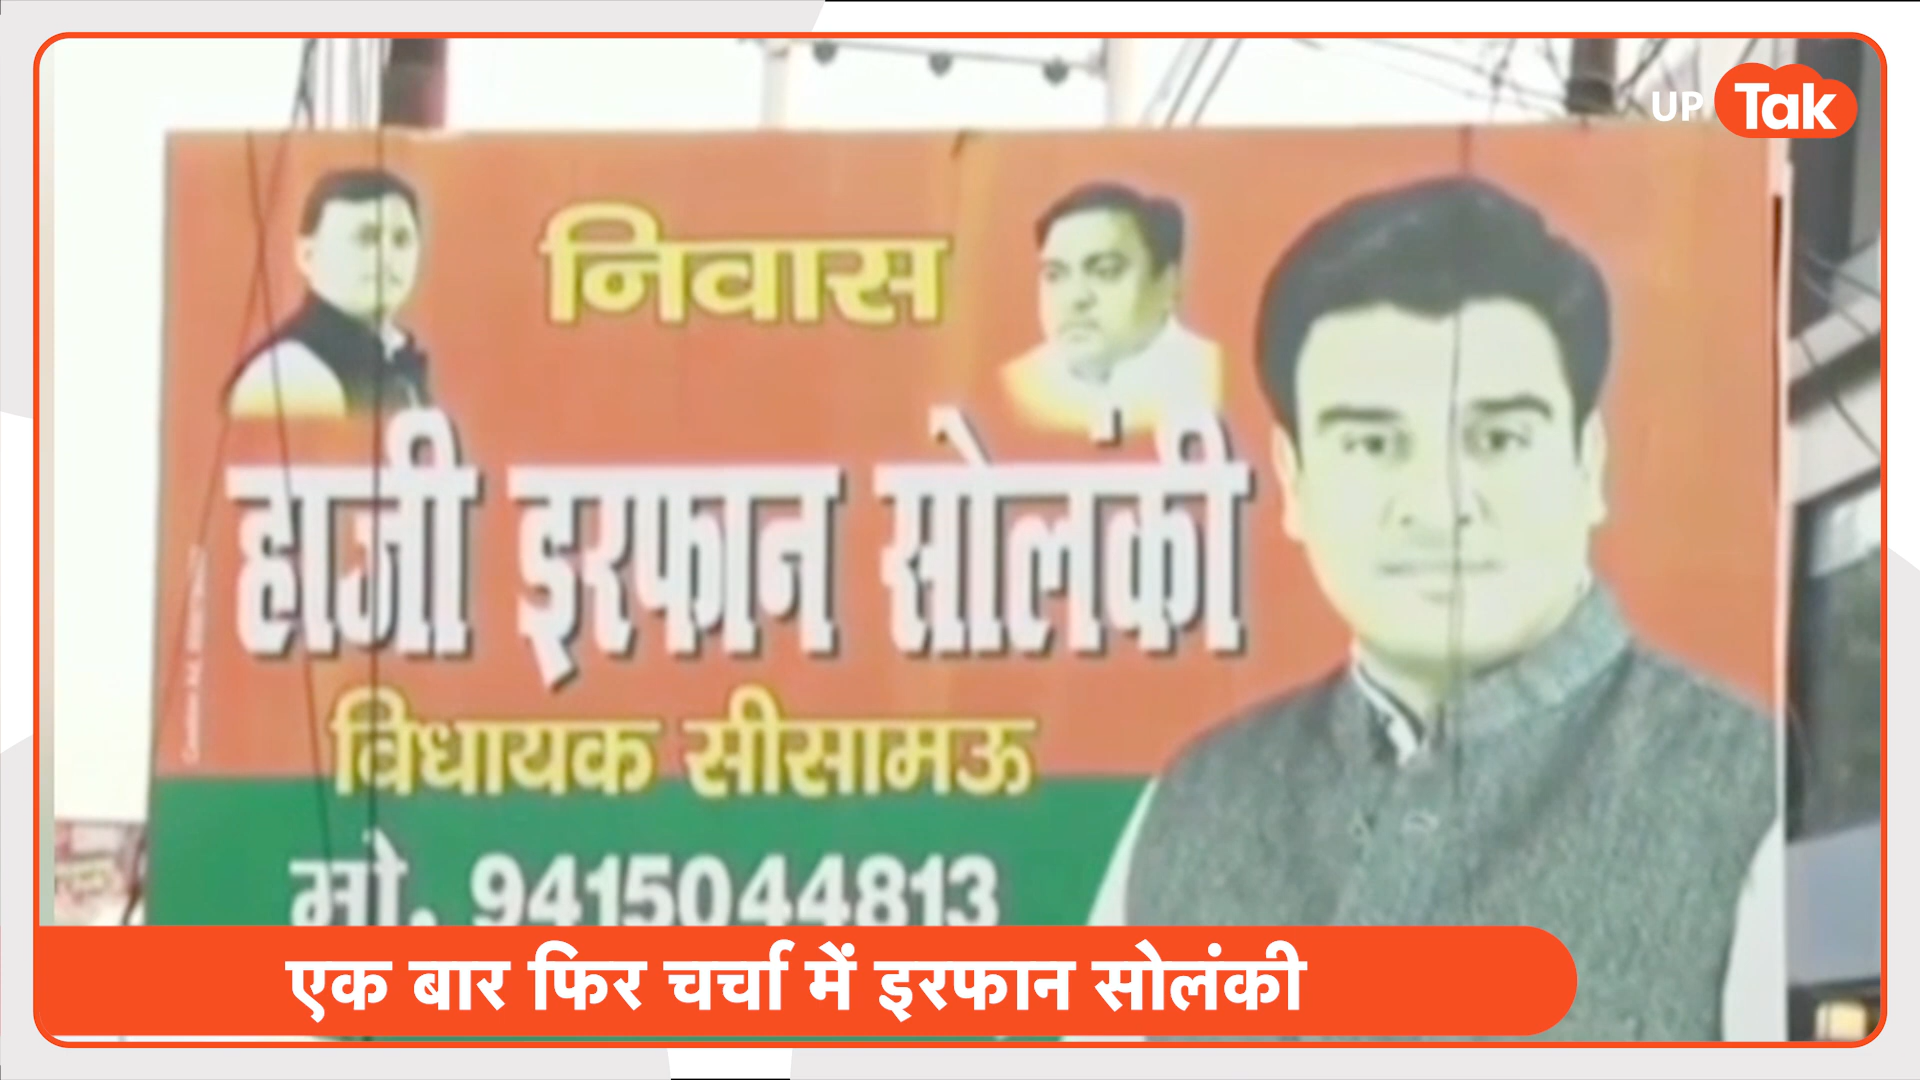 UP Tak
निवास
हाजी इरफान सोलंकी
विधायक सीसामऊ
मो. 9415044813
एक बार फिर चर्चा में इरफान सोलंकी